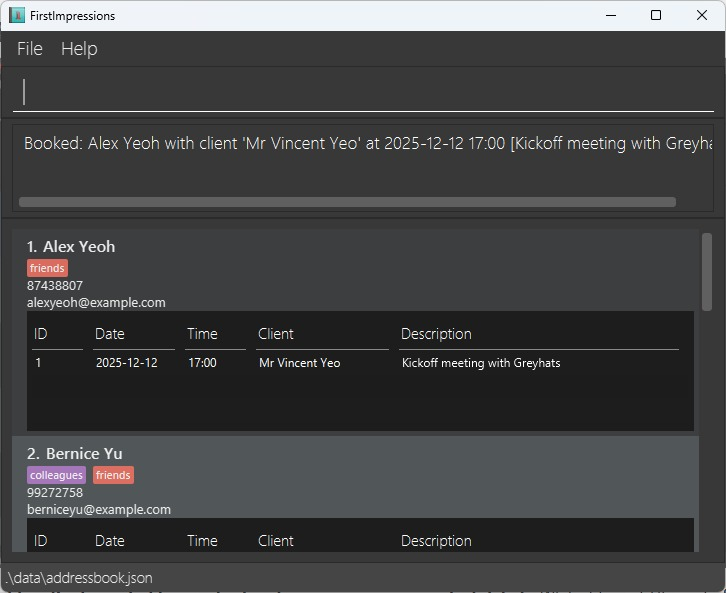 FirstImpressions
File Help
Booked: Alex Yeoh with client 'Mr Vincent Yeo' at 2025-12-12 17:00 [Kickoff meeting with Greyha
1. Alex Yeoh
friends
87438807
alexyeoh@example.com
ID Date Time Client Description
1 2025-12-12 17:00 Mr Vincent Yeo Kickoff meeting with Greyhats
2. Bernice Yu
colleagues friends
99272758
berniceyu@example.com
ID Date Time Client Description
.\data\addressbook.json